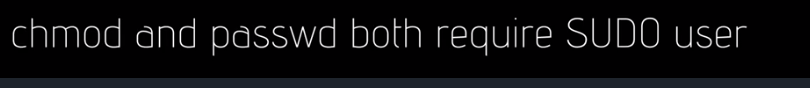 chmod and passwd both require SUDO user